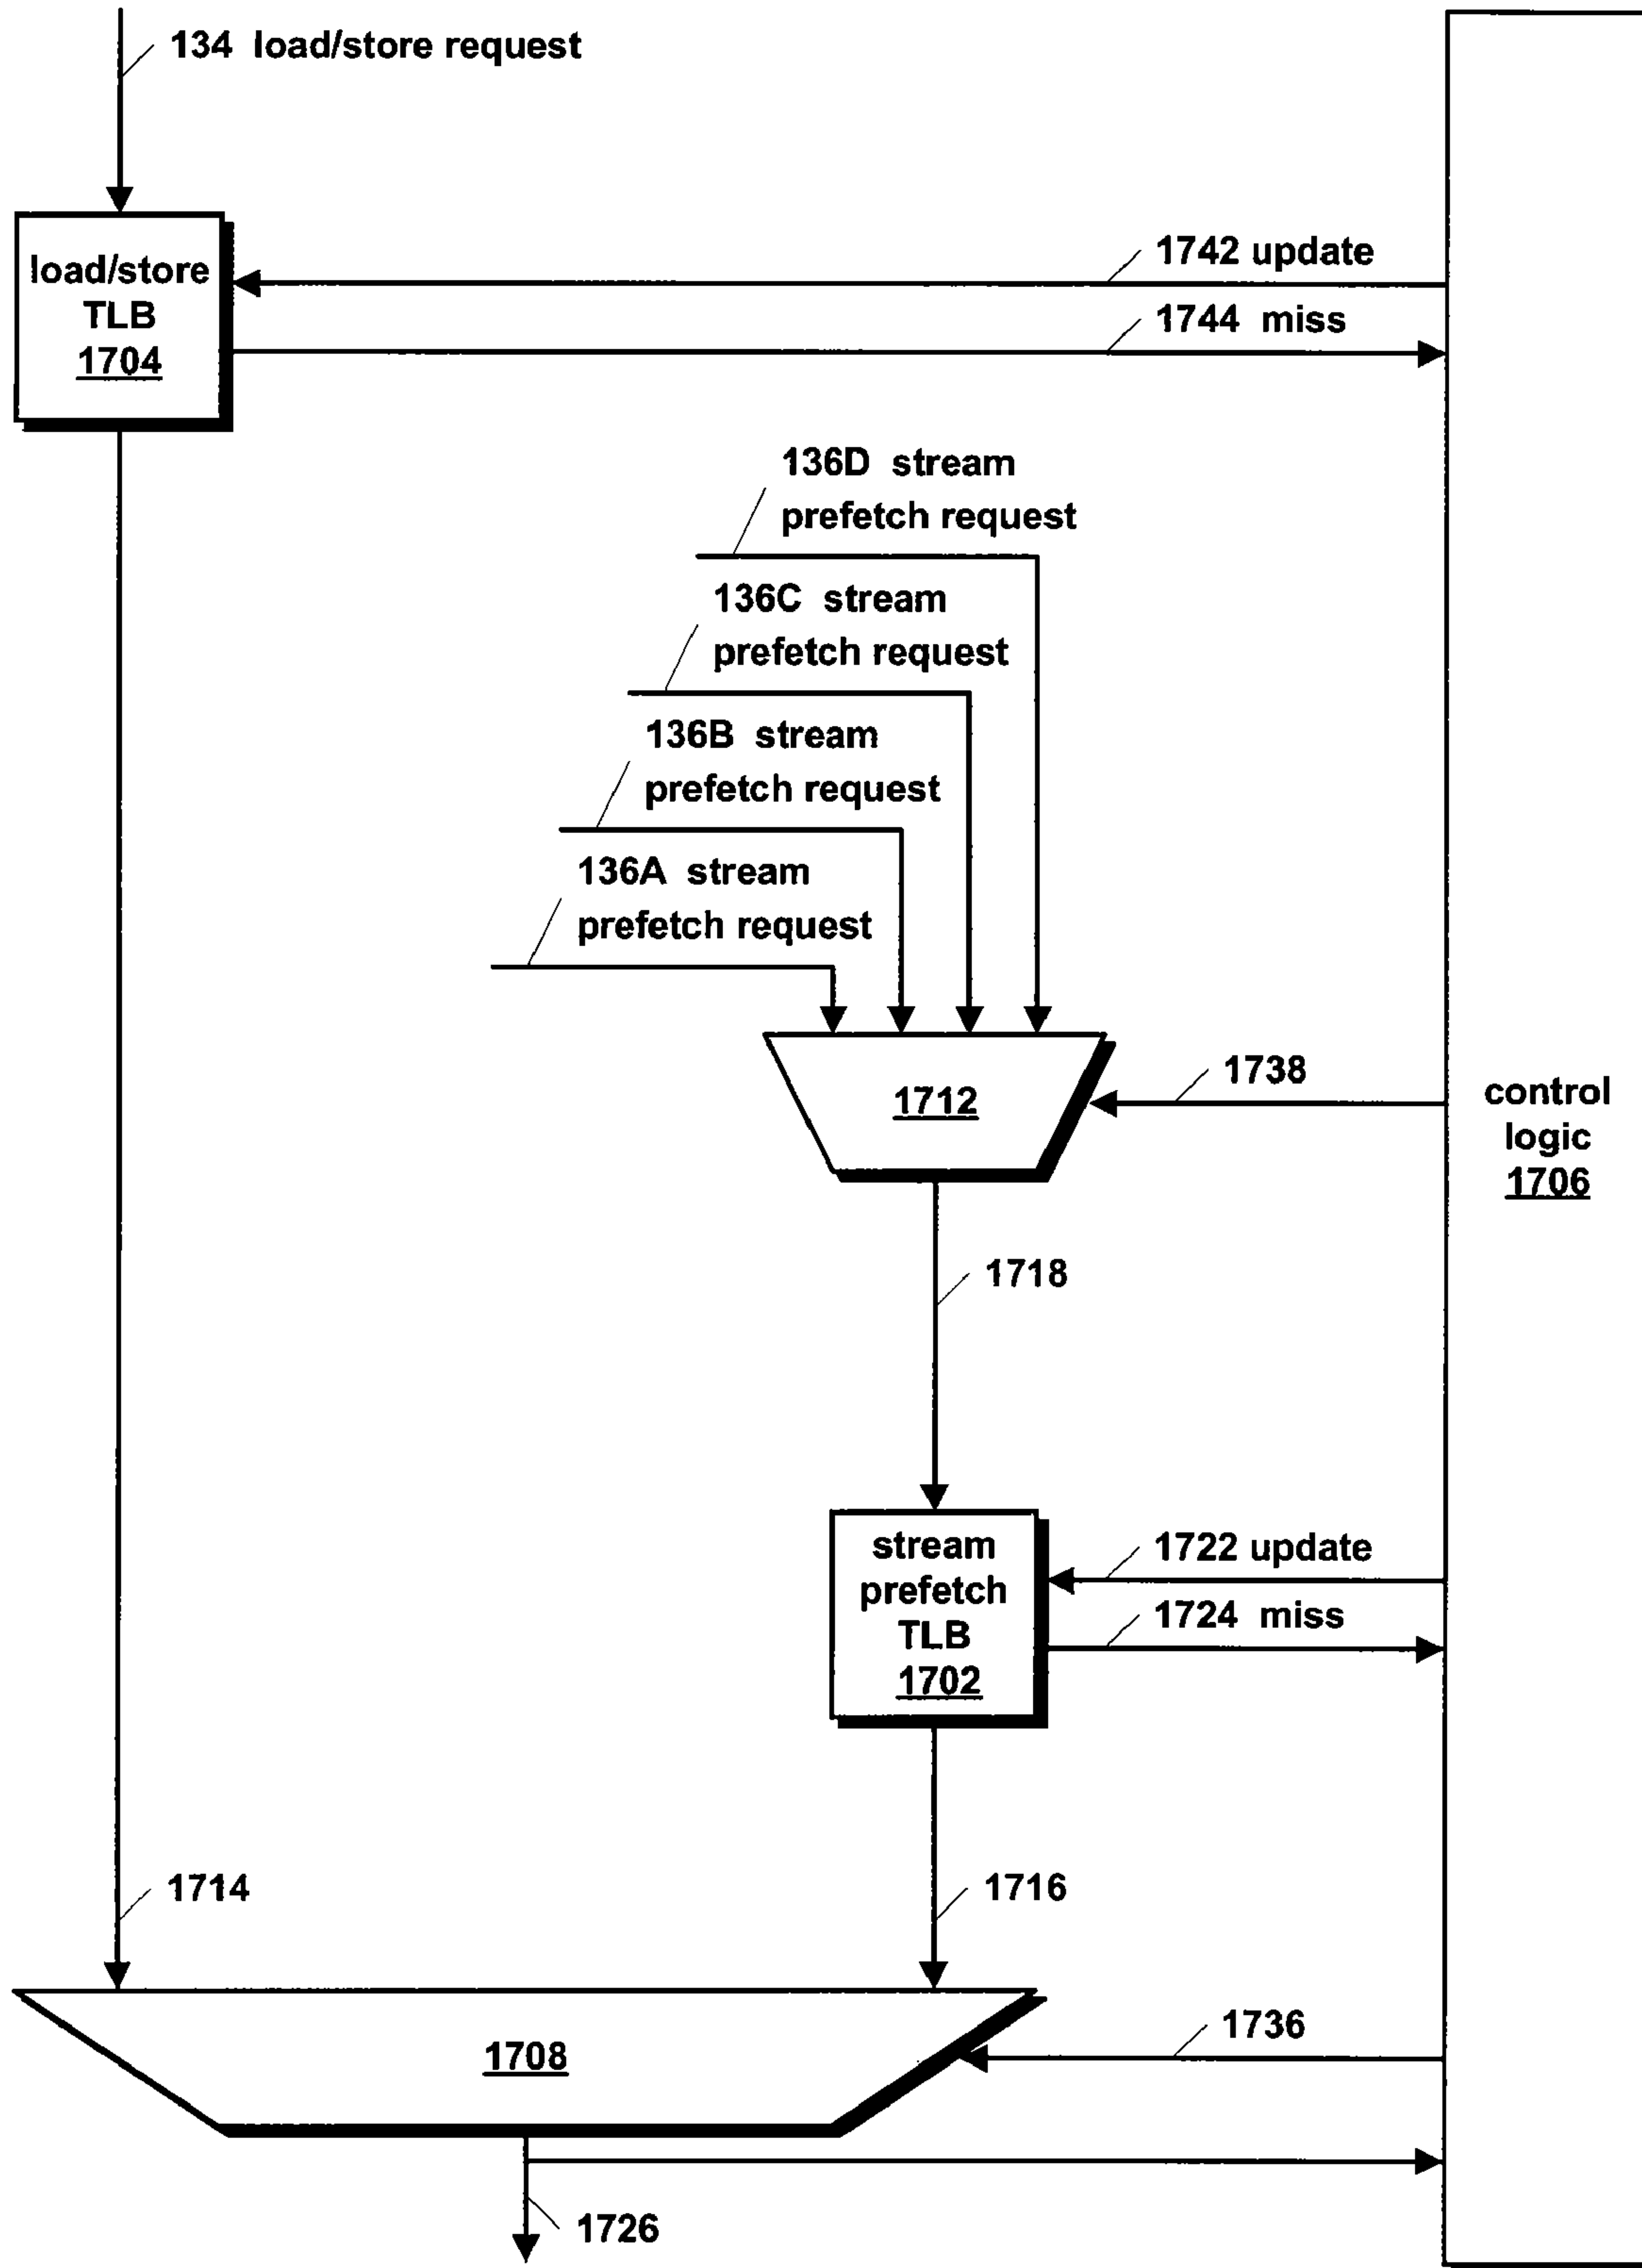 134 load/store request
load/store
TLB
1704
1742 update
1744 miss
136D stream
prefetch request
136C stream
prefetch request
136B stream
prefetch request
136A stream
prefetch request
1712
1738
control
logic
1706
1718
stream
prefetch
TLB
1702
1722 update
1724 miss
1714
1716
1708
1736
1726